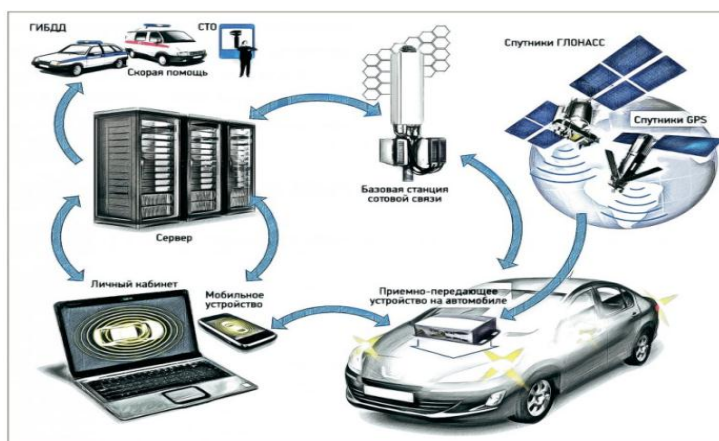 ГИБДД
СТО
Скорая помощь
Спутники ГЛОНАСС
Спутники GPS
Базовая станция
сотовой связи
Сервер
Личный кабинет
Мобильное
устройство
Приемно-передающее
устройство на автомобиле